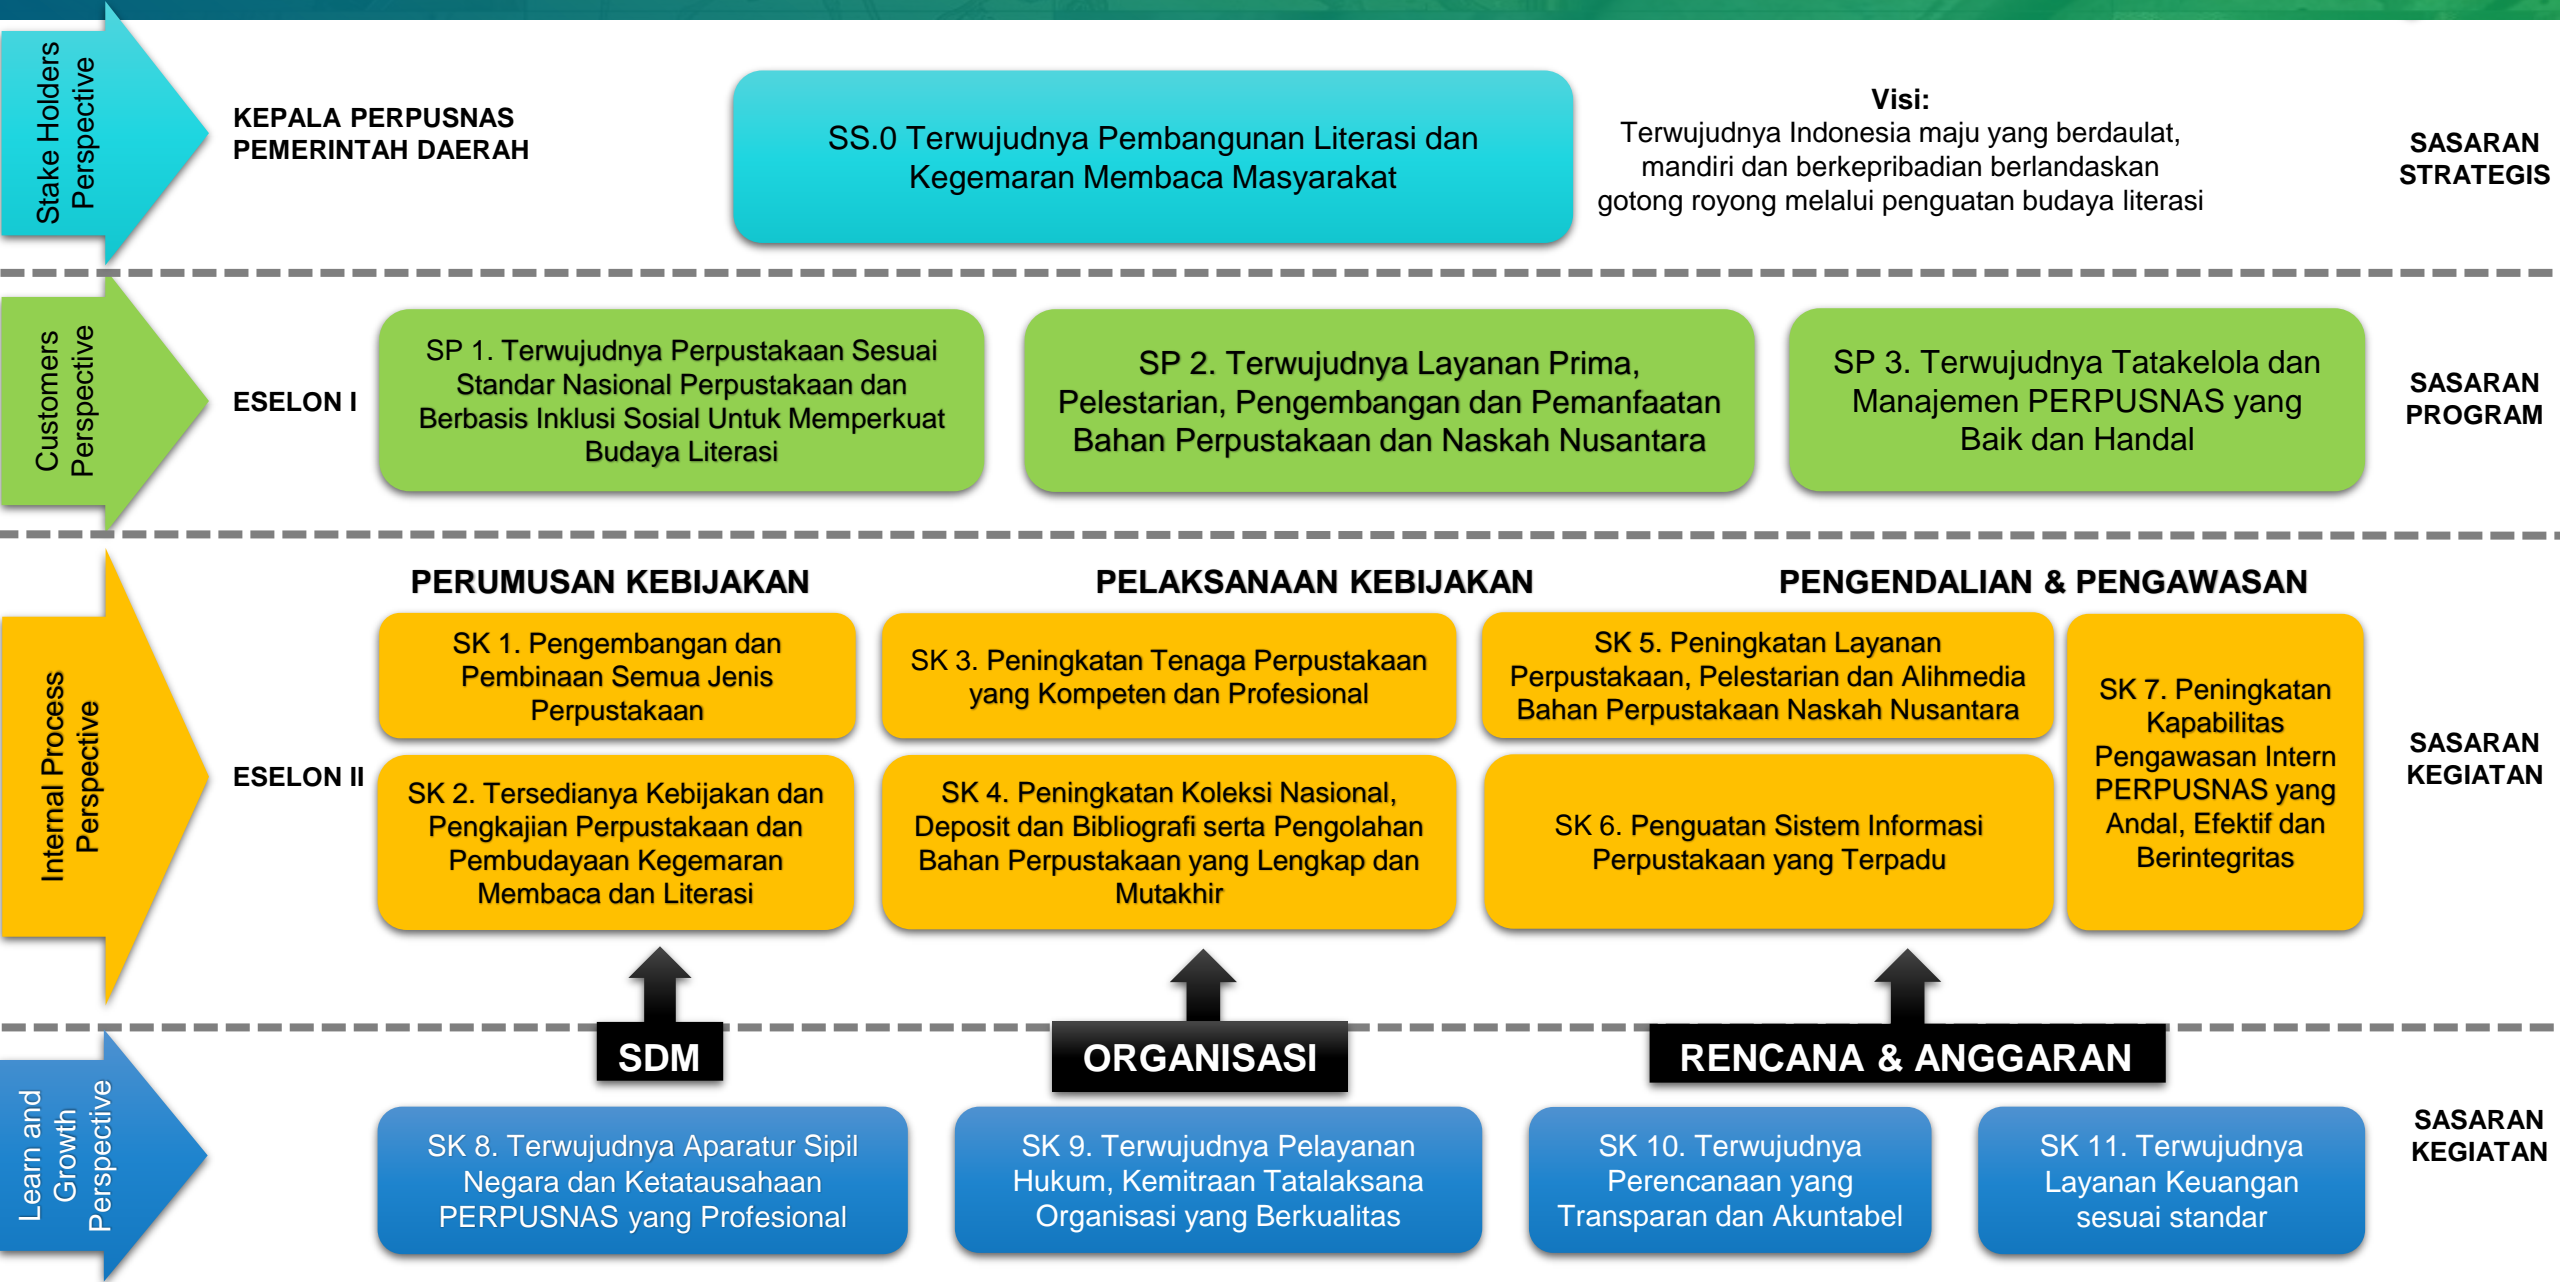 Stake Holders
Perspective
KEPALA PERPUSNAS
PEMERINTAH DAERAH
SS.0 Terwujudnya Pembangunan Literasi dan
Kegemaran Membaca Masyarakat
Visi:
Terwujudnya Indonesia maju yang berdaulat,
mandiri dan berkepribadian berlandaskan
gotong royong melalui penguatan budaya literasi
SASARAN
STRATEGIS
Customers
Perspective
ESELON I
SP 1. Terwujudnya Perpustakaan Sesuai
Standar Nasional Perpustakaan dan
Berbasis Inklusi Sosial Untuk Memperkuat
Budaya Literasi
SP 2. Terwujudnya Layanan Prima,
Pelestarian, Pengembangan dan Pemanfaatan
Bahan Perpustakaan dan Naskah Nusantara
SP 3. Terwujudnya Tatakelola dan
Manajemen PERPUSNAS yang
Baik dan Handal
SASARAN
PROGRAM
Internal Process
Perspective
ESELON II
PERUMUSAN KEBIJAKAN
SK 1. Pengembangan dan
Pembinaan Semua Jenis
Perpustakaan
SK 2. Tersedianya Kebijakan dan
Pengkajian Perpustakaan dan
Pembudayaan Kegemaran
Membaca dan Literasi
PELAKSANAAN KEBIJAKAN
SK 3. Peningkatan Tenaga Perpustakaan
yang Kompeten dan Profesional
SK 4. Peningkatan Koleksi Nasional,
Deposit dan Bibliografi serta Pengolahan
Bahan Perpustakaan yang Lengkap dan
Mutakhir
PENGENDALIAN & PENGAWASAN
SK 5. Peningkatan Layanan
Perpustakaan, Pelestarian dan Alihmedia
Bahan Perpustakaan Naskah Nusantara
SK 6. Penguatan Sistem Informasi
Perpustakaan yang Terpadu
SK 7. Peningkatan
Kapabilitas
Pengawasan Intern
PERPUSNAS yang
Andal, Efektif dan
Berintegritas
SASARAN
KEGIATAN
SDM
ORGANISASI
RENCANA & ANGGARAN
Learn and
Growth
Perspective
SK 8. Terwujudnya Aparatur Sipil
Negara dan Ketatausahaan
PERPUSNAS yang Profesional
SK 9. Terwujudnya Pelayanan
Hukum, Kemitraan Tatalaksana
Organisasi yang Berkualitas
SK 10. Terwujudnya
Perencanaan yang
Transparan dan Akuntabel
SK 11. Terwujudnya
Layanan Keuangan
sesuai standar
SASARAN
KEGIATAN